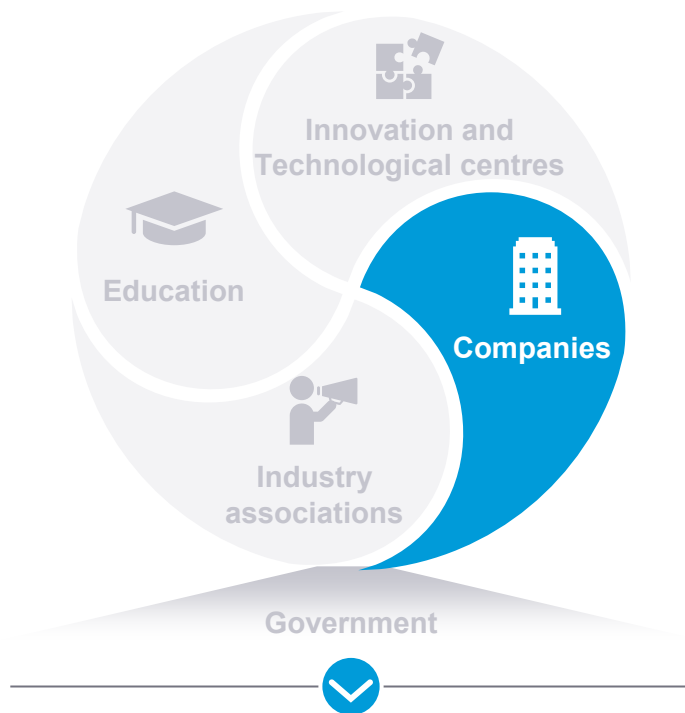 Innovation and
Technological centres
Education
Companies
Industry
associations
Government